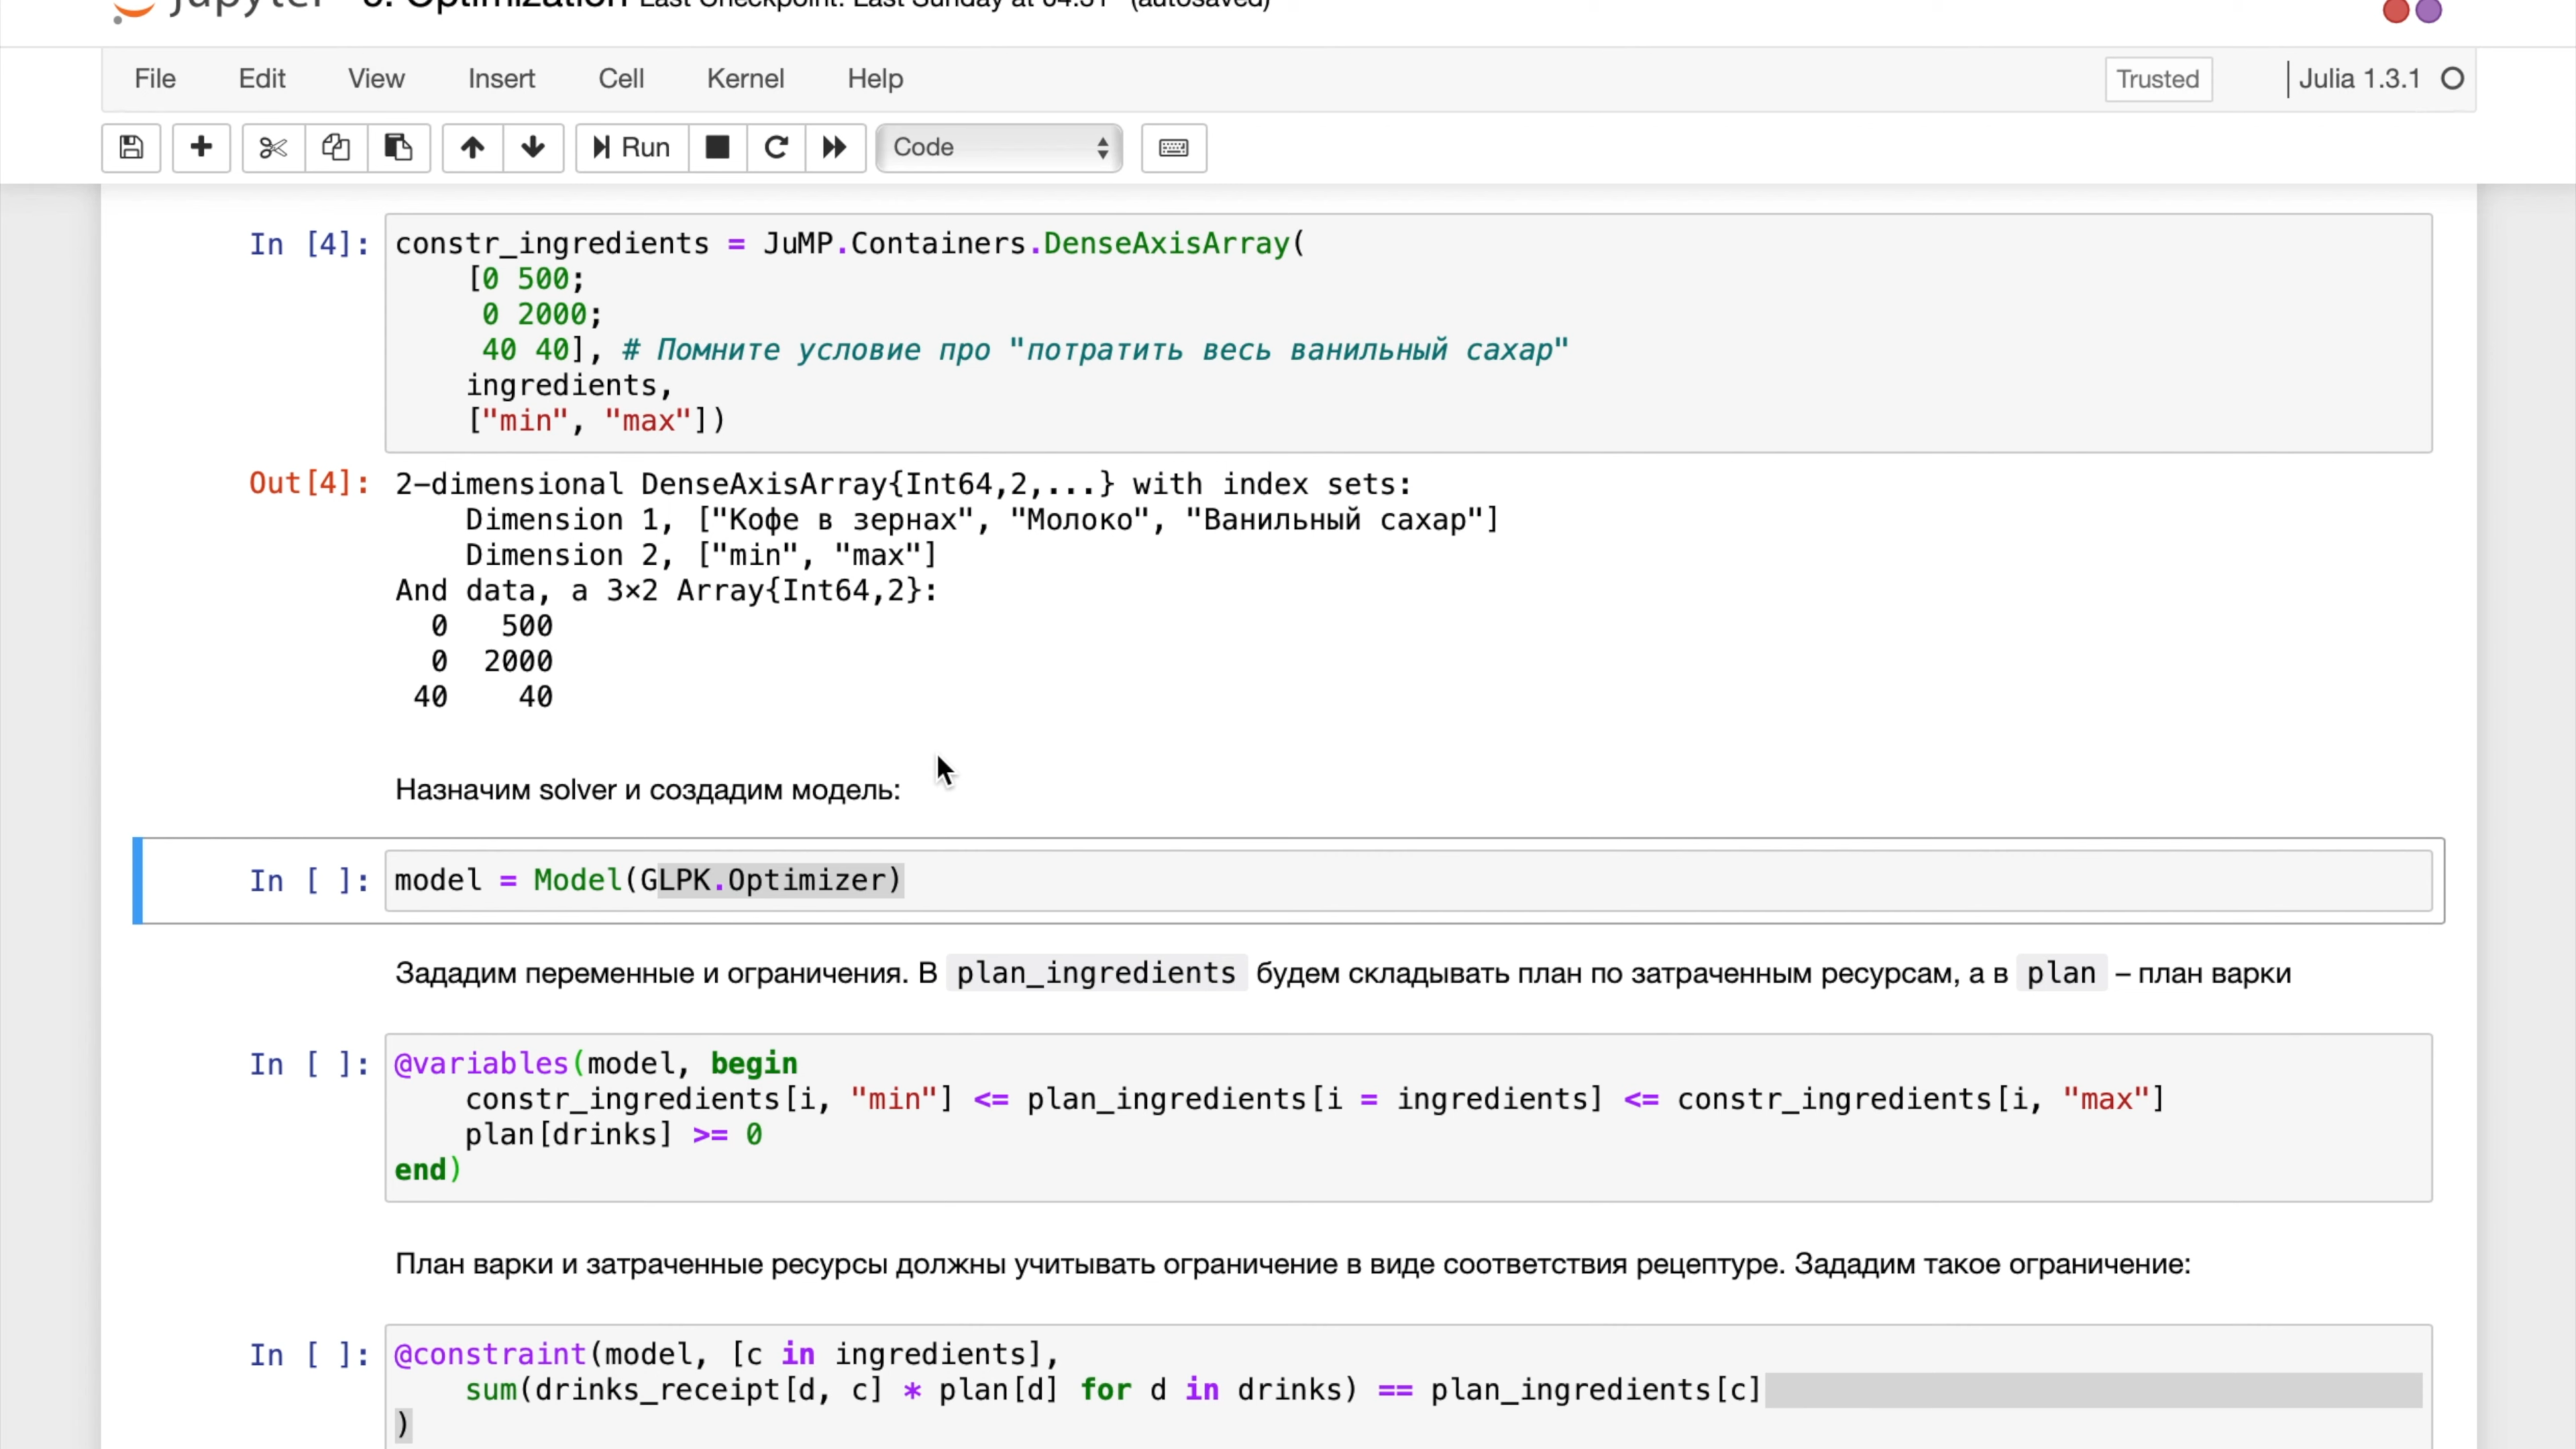 File Edit View Insert Cell Kernel Help Trusted Julia 1.3.1
Run Code
In [4]: constr_ingredients = JuMP.Containers.DenseAxisArray(
[0 500;
0 2000;
40 40], # Помните условие про "потратить весь ванильный сахар"
ingredients,
["min", "max"])
Out[4]: 2-dimensional DenseAxisArray{Int64,2,...} with index sets:
Dimension 1, ["Кофе в зернах", "Молоко", "Ванильный сахар"]
Dimension 2, ["min", "max"]
And data, a 3×2 Array{Int64,2}:
0 500
0 2000
40 40
Назначим solver и создадим модель:
In [ ]: model = Model(GLPK.Optimizer)
Зададим переменные и ограничения. В plan_ingredients будем складывать план по затраченным ресурсам, а в plan – план варки
In [ ]: @variables(model, begin
constr_ingredients[i, "min"] <= plan_ingredients[i = ingredients] <= constr_ingredients[i, "max"]
plan[drinks] >= 0
end)
План варки и затраченные ресурсы должны учитывать ограничение в виде соответствия рецептуре. Зададим такое ограничение:
In [ ]: @constraint(model, [c in ingredients],
sum(drinks_receipt[d, c] * plan[d] for d in drinks) == plan_ingredients[c]
)